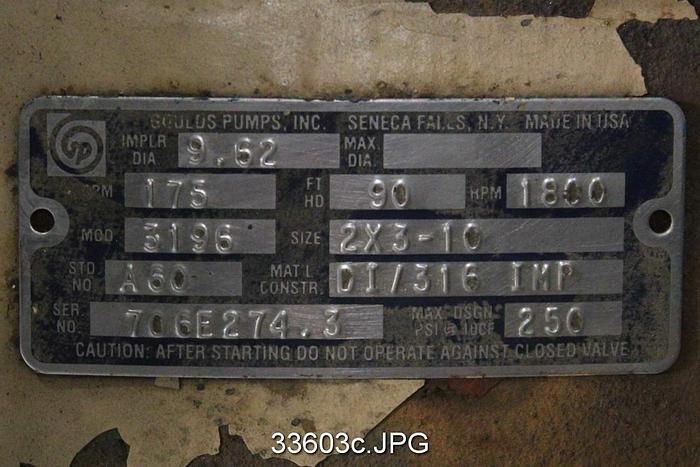 GOULDS PUMPS, INC. SENECA FALLS, N.Y. MADE IN USA
IMPLR DIA 9.62 MAX. DIA.
GPM 175 FT HD 90 RPM 1800
MOD 3196 SIZE 2X3-10
STD NO. A60 MAT'L CONSTR. DI/316 IMP
SER. NO. 706E274.3 MAX. DSGN. PSI @ 100F 250
CAUTION: AFTER STARTING DO NOT OPERATE AGAINST CLOSED VALVE
33603c.JPG